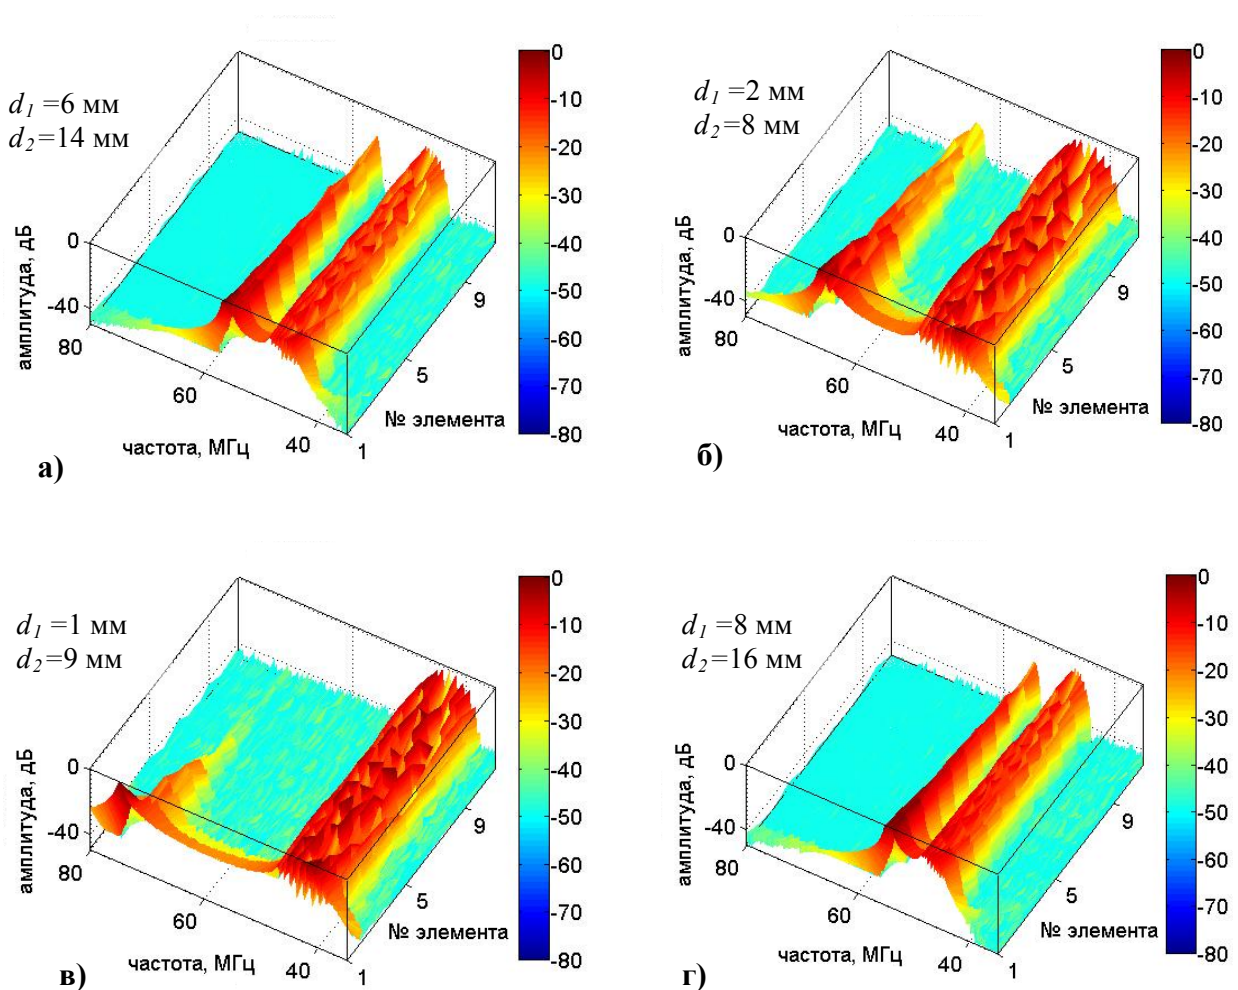 d1 =6 мм
d2=14 мм
0
-10
-20
-30
-40
-50
-60
-70
-80
амплитуда, дБ
0
-40
80
60
40
частота, МГц
1
5
9
№ элемента
а)
d1 =2 мм
d2=8 мм
0
-10
-20
-30
-40
-50
-60
-70
-80
амплитуда, дБ
0
-40
80
60
40
частота, МГц
1
5
9
№ элемента
б)
d1 =1 мм
d2=9 мм
0
-10
-20
-30
-40
-50
-60
-70
-80
амплитуда, дБ
0
-40
80
60
40
частота, МГц
1
5
9
№ элемента
в)
d1 =8 мм
d2=16 мм
0
-10
-20
-30
-40
-50
-60
-70
-80
амплитуда, дБ
0
-40
80
60
40
частота, МГц
1
5
9
№ элемента
г)